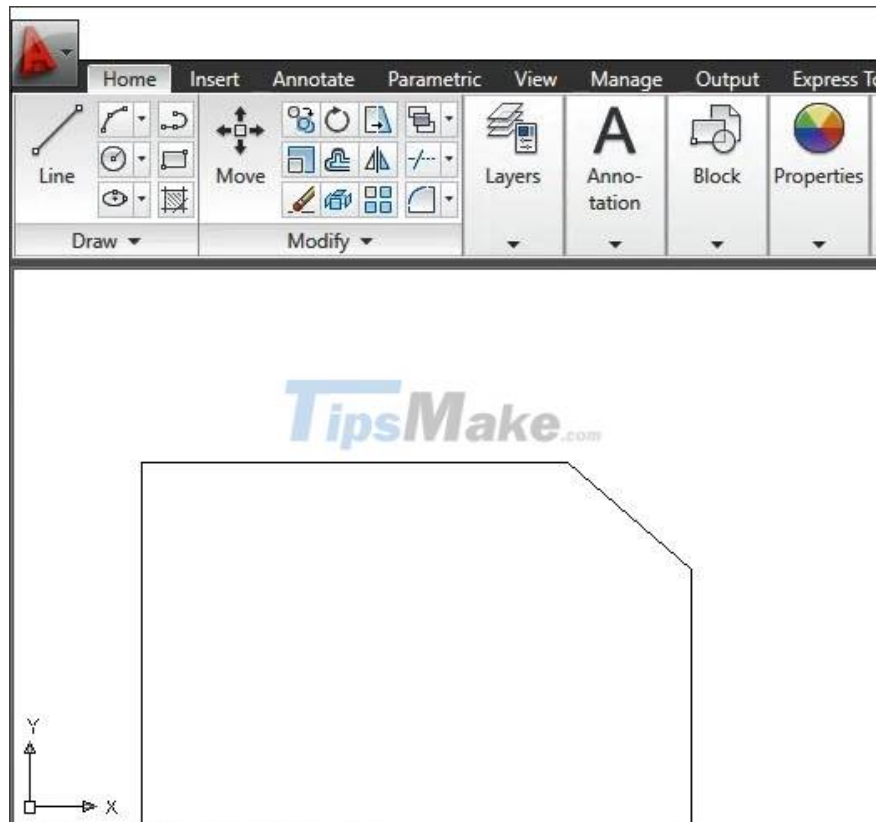 Home Insert Annotate Parametric View Manage Output Express To
Line
Move
Layers
Anno-
tation
Block
Properties
Draw
Modify
TipsMake.com
Y
X